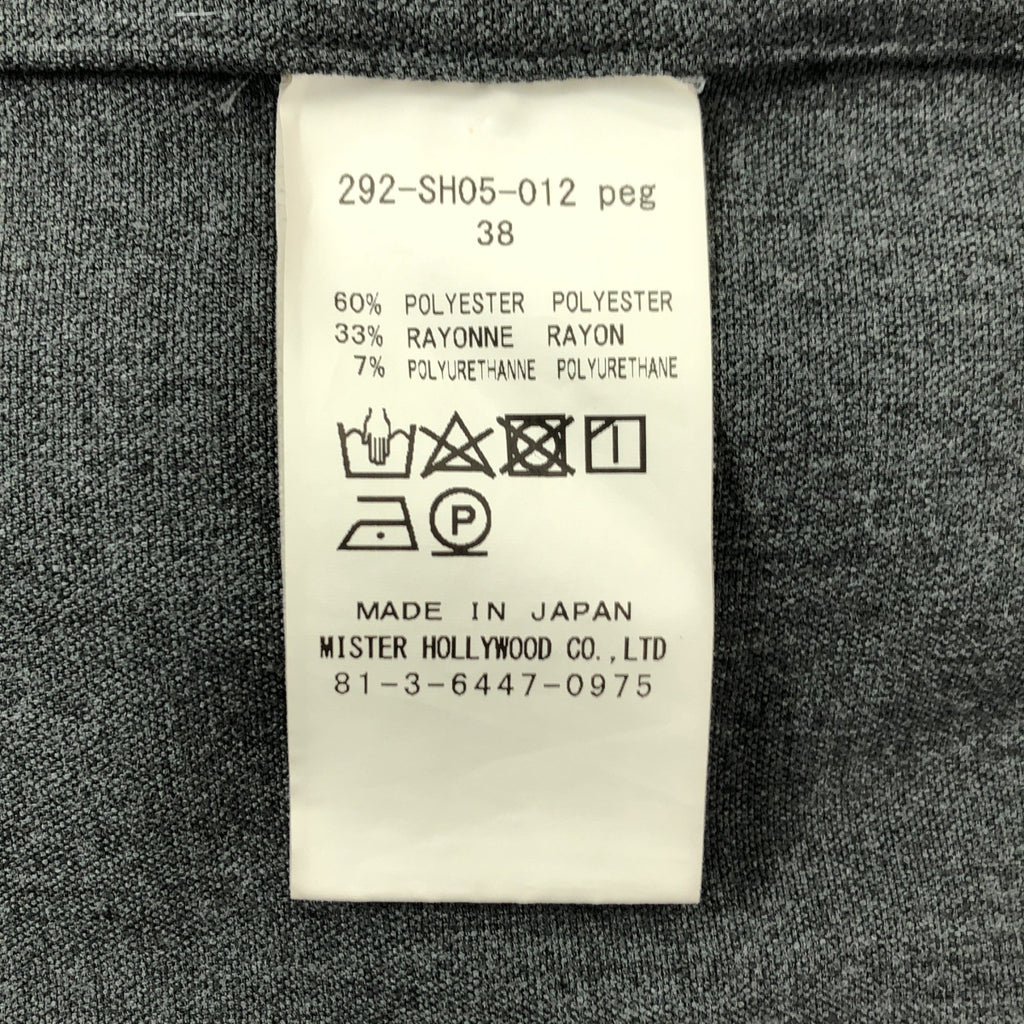 292-SH05-012 peg
38
60% POLYESTER POLYESTER
33% RAYONNE RAYON
7% POLYURETHANNE POLYURETHANE
P
MADE IN JAPAN
MISTER HOLLYWOOD CO.,LTD
81-3-6447-0975